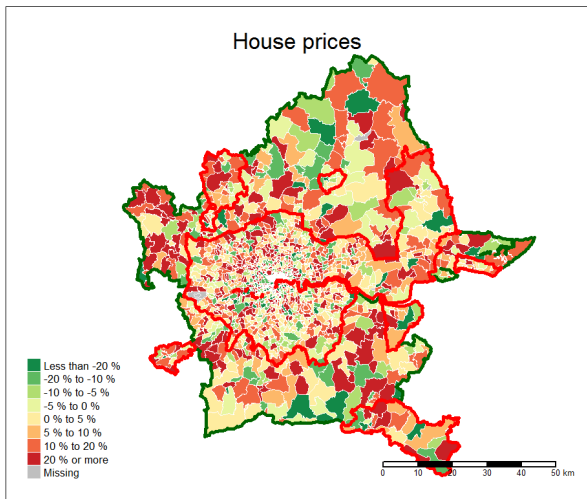 House prices
Less than -20 %
-20 % to -10 %
-10 % to -5 %
-5 % to 0 %
0 % to 5 %
5 % to 10 %
10 % to 20 %
20 % or more
Missing
0 10 20 30 40 50 km